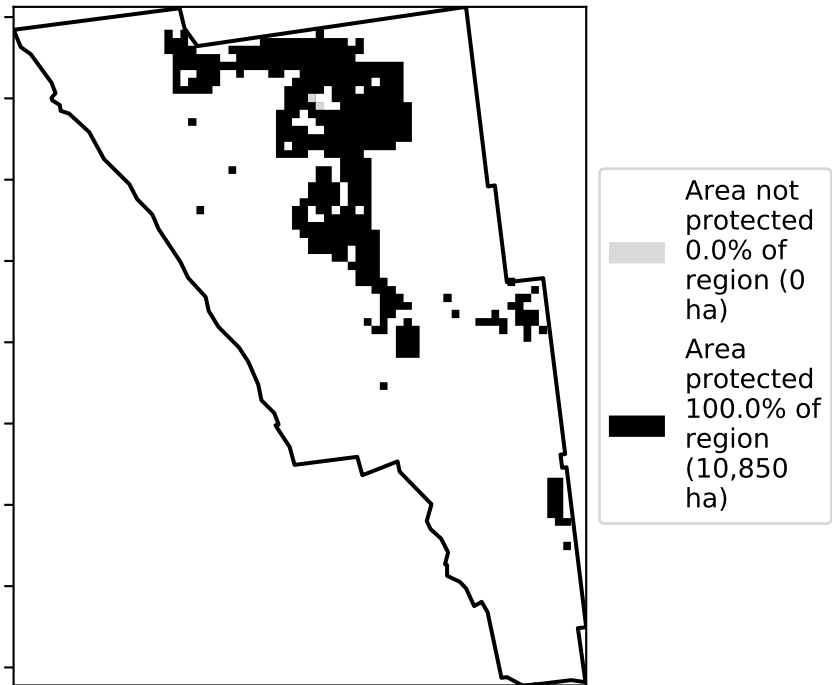 Area not
protected
0.0% of
region (0
ha)
Area
protected
100.0% of
region
(10,850
ha)